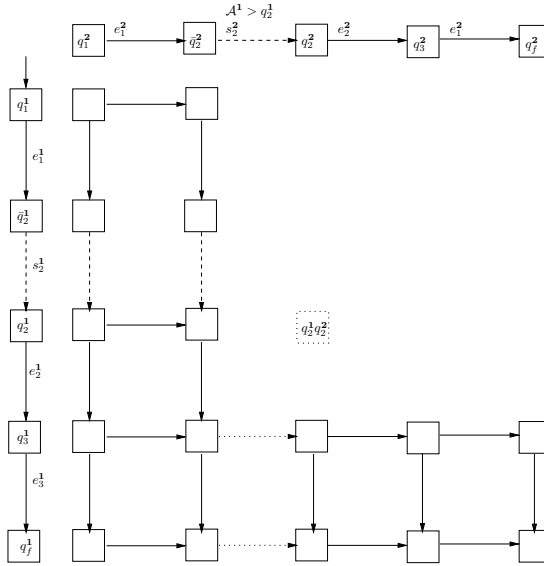 𝒜¹ > q₂¹
e₁² s₂² e₂² e₁²
q₁² q̄₂² q₂² q₃² q_f²
q₁¹
e₁¹
q̄₂¹
s₂¹
q₂¹ q₂¹q₂²
e₂¹
q₃¹
e₃¹
q_f¹